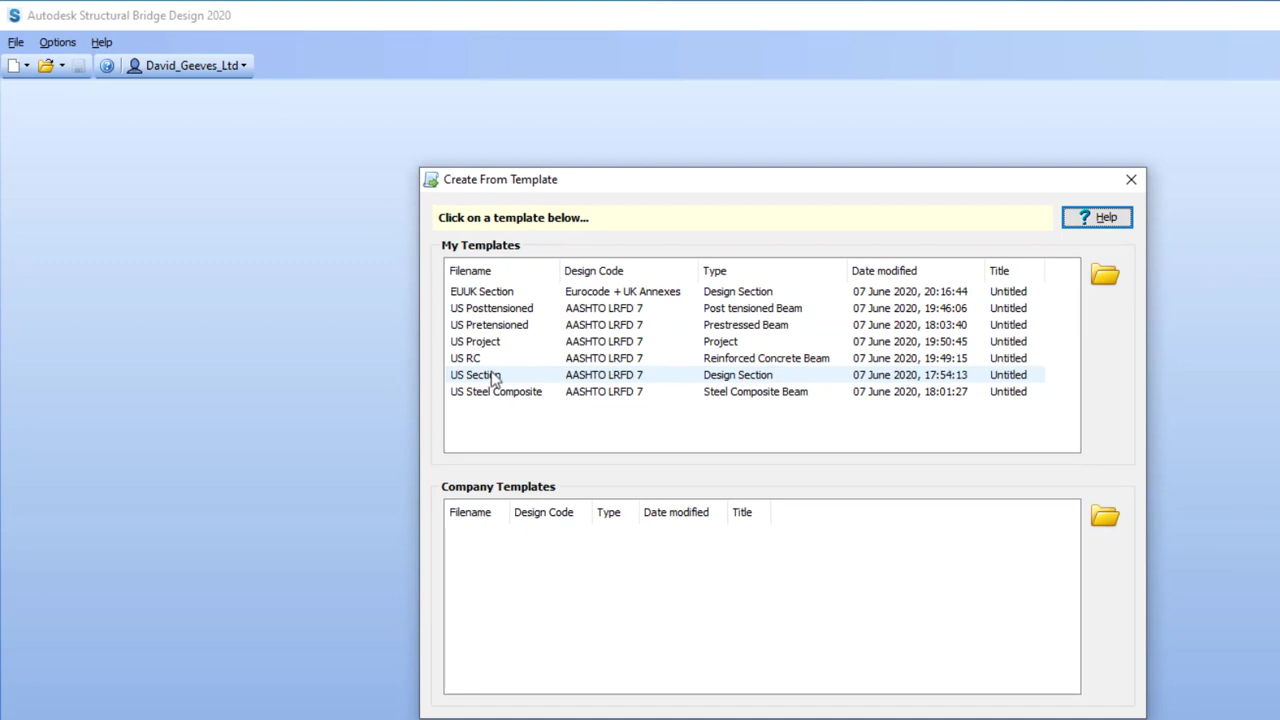 Autodesk Structural Bridge Design 2020
File Options Help
David_Geeves_Ltd
Create From Template
Click on a template below...
? Help
My Templates
Filename Design Code Type Date modified Title
EUUK Section Eurocode + UK Annexes Design Section 07 June 2020, 20:16:44 Untitled
US Posttensioned AASHTO LRFD 7 Post tensioned Beam 07 June 2020, 19:46:06 Untitled
US Pretensioned AASHTO LRFD 7 Prestressed Beam 07 June 2020, 18:03:40 Untitled
US Project AASHTO LRFD 7 Project 07 June 2020, 19:50:45 Untitled
US RC AASHTO LRFD 7 Reinforced Concrete Beam 07 June 2020, 19:49:15 Untitled
US Section AASHTO LRFD 7 Design Section 07 June 2020, 17:54:13 Untitled
US Steel Composite AASHTO LRFD 7 Steel Composite Beam 07 June 2020, 18:01:27 Untitled
Company Templates
Filename Design Code Type Date modified Title